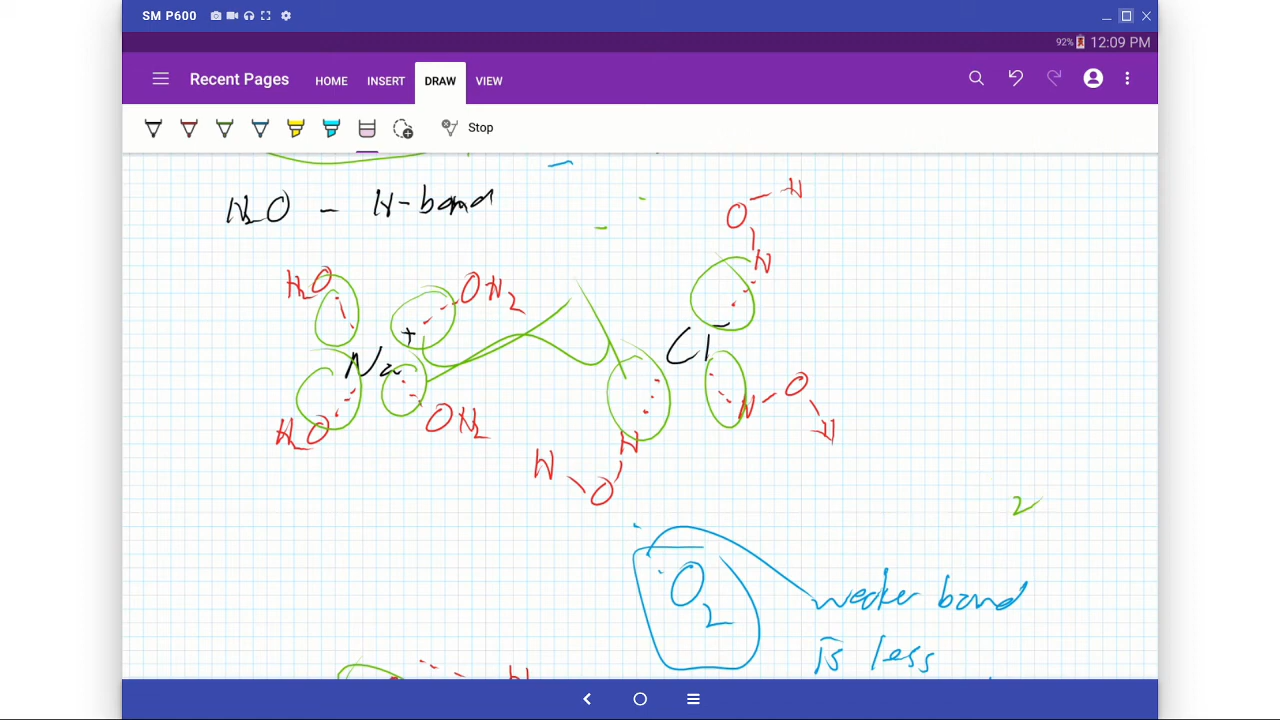 SM P600
92% 12:09 PM
Recent Pages HOME INSERT DRAW VIEW
Stop
H2O - H-bond
O-H
H
H2O OH2
+
Na Cl-
H2O OH2 H-O
H
H H
O
2
O2
weaker bond
is less
H